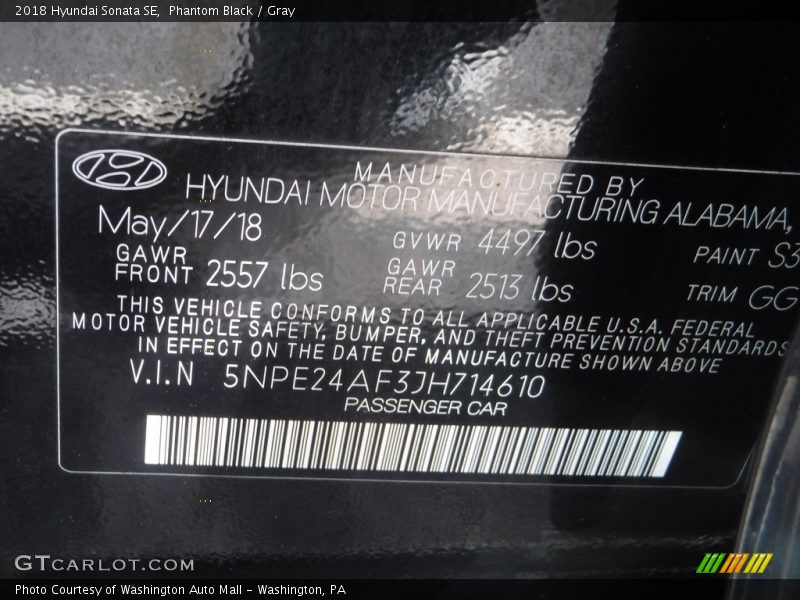 2018 Hyundai Sonata SE,  Phantom Black / Gray
MANUFACTURED BY
HYUNDAI MOTOR MANUFACTURING ALABAMA,
May/17/18
GVWR 4497 lbs
PAINT S3
GAWR
FRONT 2557 lbs
GAWR
REAR 2513 lbs
TRIM GG
THIS VEHICLE CONFORMS TO ALL APPLICABLE U.S.A. FEDERAL
MOTOR VEHICLE SAFETY, BUMPER, AND THEFT PREVENTION STANDARDS
IN EFFECT ON THE DATE OF MANUFACTURE SHOWN ABOVE
V.I.N 5NPE24AF3JH714610
PASSENGER CAR
GTCARLOT.COM
Photo Courtesy of Washington Auto Mall - Washington, PA